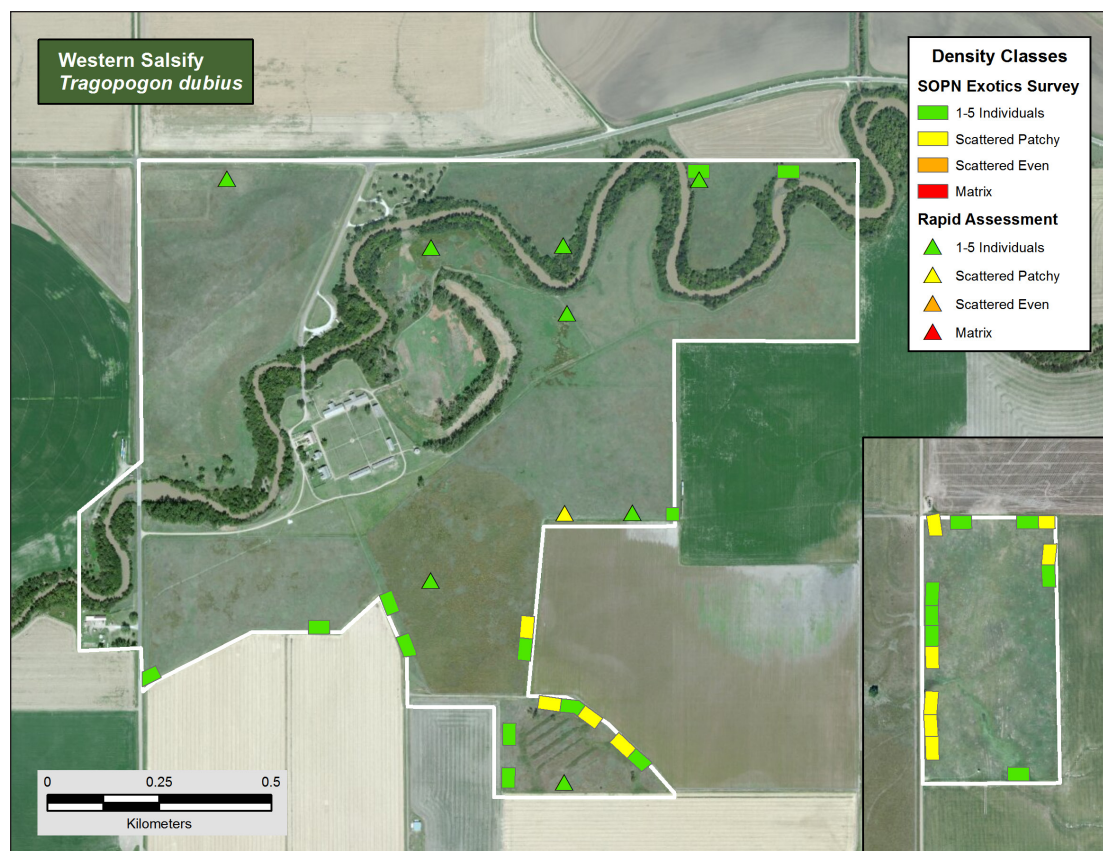 Western Salsify
Tragopogon dubius
Density Classes
SOPN Exotics Survey
1-5 Individuals
Scattered Patchy
Scattered Even
Matrix
Rapid Assessment
1-5 Individuals
Scattered Patchy
Scattered Even
Matrix
0 0.25 0.5
Kilometers